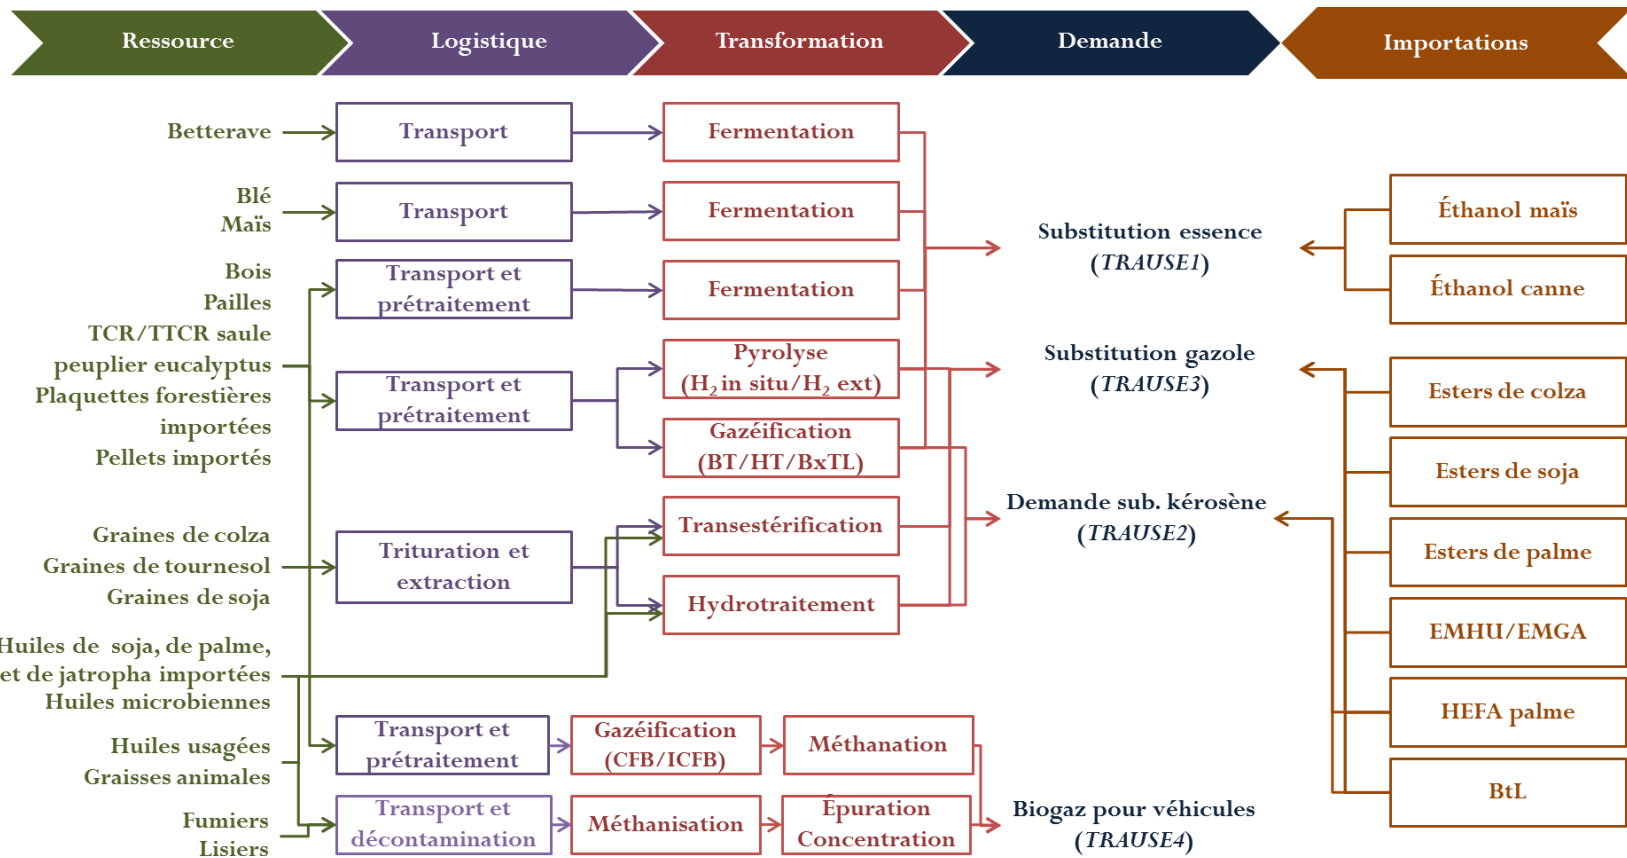 Ressource
Logistique
Transformation
Demande
Importations
Betterave
Transport
Fermentation
Blé
Maïs
Transport
Fermentation
Bois
Pailles
TCR/TTCR saule
peuplier eucalyptus
Plaquettes forestières
importées
Pellets importés
Transport et
prétraitement
Fermentation
Transport et
prétraitement
Pyrolyse
(H2 in situ/H2 ext)
Gazéification
(BT/HT/BxTL)
Graines de colza
Graines de tournesol
Graines de soja
Trituration et
extraction
Transestérification
Hydrotraitement
Huiles de soja, de palme,
et de jatropha importées
Huiles microbiennes
Huiles usagées
Graisses animales
Transport et
prétraitement
Gazéification
(CFB/ICFB)
Méthanation
Fumiers
Lisiers
Transport et
décontamination
Méthanisation
Épuration
Concentration
Substitution essence
(TRAUSE1)
Substitution gazole
(TRAUSE3)
Demande sub. kérosène
(TRAUSE2)
Biogaz pour véhicules
(TRAUSE4)
Éthanol maïs
Éthanol canne
Esters de colza
Esters de soja
Esters de palme
EMHU/EMGA
HEFA palme
BtL